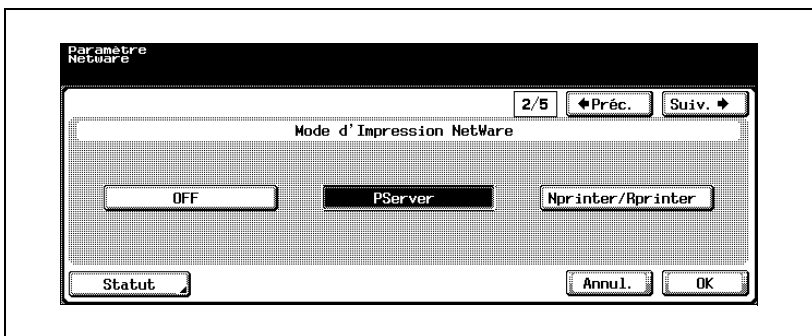 Paramètre
Netware
2/5 ←Préc. Suiv. →
Mode d'Impression NetWare
OFF PServer Nprinter/Rprinter
Statut Annul. OK